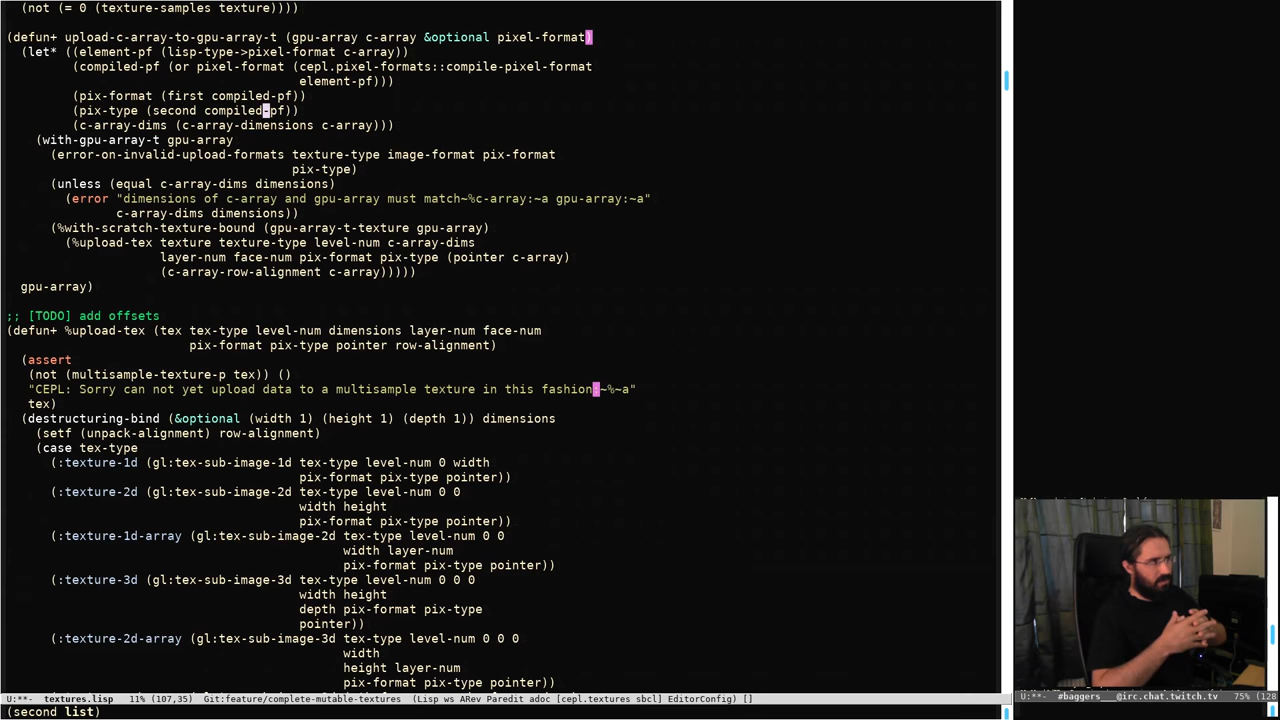 (not (= 0 (texture-samples texture))))
(defun+ upload-c-array-to-gpu-array-t (gpu-array c-array &optional pixel-format)
(let* ((element-pf (lisp-type->pixel-format c-array))
(compiled-pf (or pixel-format (cepl.pixel-formats::compile-pixel-format
element-pf)))
(pix-format (first compiled-pf))
(pix-type (second compiled-pf))
(c-array-dims (c-array-dimensions c-array)))
(with-gpu-array-t gpu-array
(error-on-invalid-upload-formats texture-type image-format pix-format
pix-type)
(unless (equal c-array-dims dimensions)
(error "dimensions of c-array and gpu-array must match~%c-array:~a gpu-array:~a"
c-array-dims dimensions))
(%with-scratch-texture-bound (gpu-array-t-texture gpu-array)
(%upload-tex texture texture-type level-num c-array-dims
layer-num face-num pix-format pix-type (pointer c-array)
(c-array-row-alignment c-array)))))
gpu-array)
;; [TODO] add offsets
(defun+ %upload-tex (tex tex-type level-num dimensions layer-num face-num
pix-format pix-type pointer row-alignment)
(assert
(not (multisample-texture-p tex)) ()
"CEPL: Sorry can not yet upload data to a multisample texture in this fashion:~%~a"
tex)
(destructuring-bind (&optional (width 1) (height 1) (depth 1)) dimensions
(setf (unpack-alignment) row-alignment)
(case tex-type
(:texture-1d (gl:tex-sub-image-1d tex-type level-num 0 width
pix-format pix-type pointer))
(:texture-2d (gl:tex-sub-image-2d tex-type level-num 0 0
width height
pix-format pix-type pointer))
(:texture-1d-array (gl:tex-sub-image-2d tex-type level-num 0 0
width layer-num
pix-format pix-type pointer))
(:texture-3d (gl:tex-sub-image-3d tex-type level-num 0 0 0
width height
depth pix-format pix-type
pointer))
(:texture-2d-array (gl:tex-sub-image-3d tex-type level-num 0 0 0
width
height layer-num
pix-format pix-type pointer))
U:**- textures.lisp 11% (107,35) Git:feature/complete-mutable-textures (Lisp ws ARev Paredit adoc [cepl.textures sbcl] EditorConfig) []
U:**- #baggers___@irc.chat.twitch.tv 75% (128
(second list)